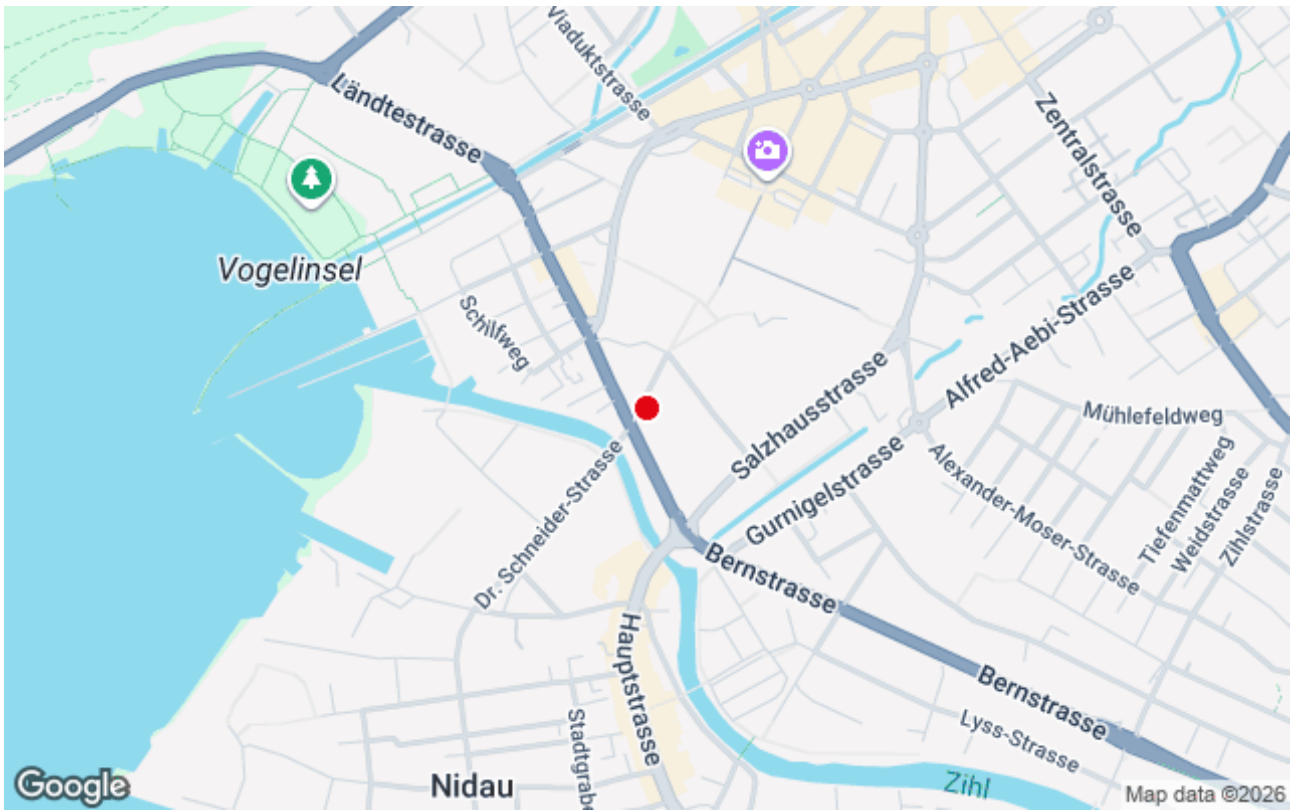 Viaduktstrasse
Ländtestrasse
Zentralstrasse
Vogelinsel
Schilfweg
Alfred-Aebi-Strasse
Salzhausstrasse
Mühlefeldweg
Gurnigelstrasse
Alexander-Moser-Strasse
Tiefenmattweg
Weidstrasse
Zihlstrasse
Dr. Schneider-Strasse
Bernstrasse
Hauptstrasse
Bernstrasse
Lyss-Strasse
Stadtgrabe
Nidau
Zihl
Google
Map data ©2026